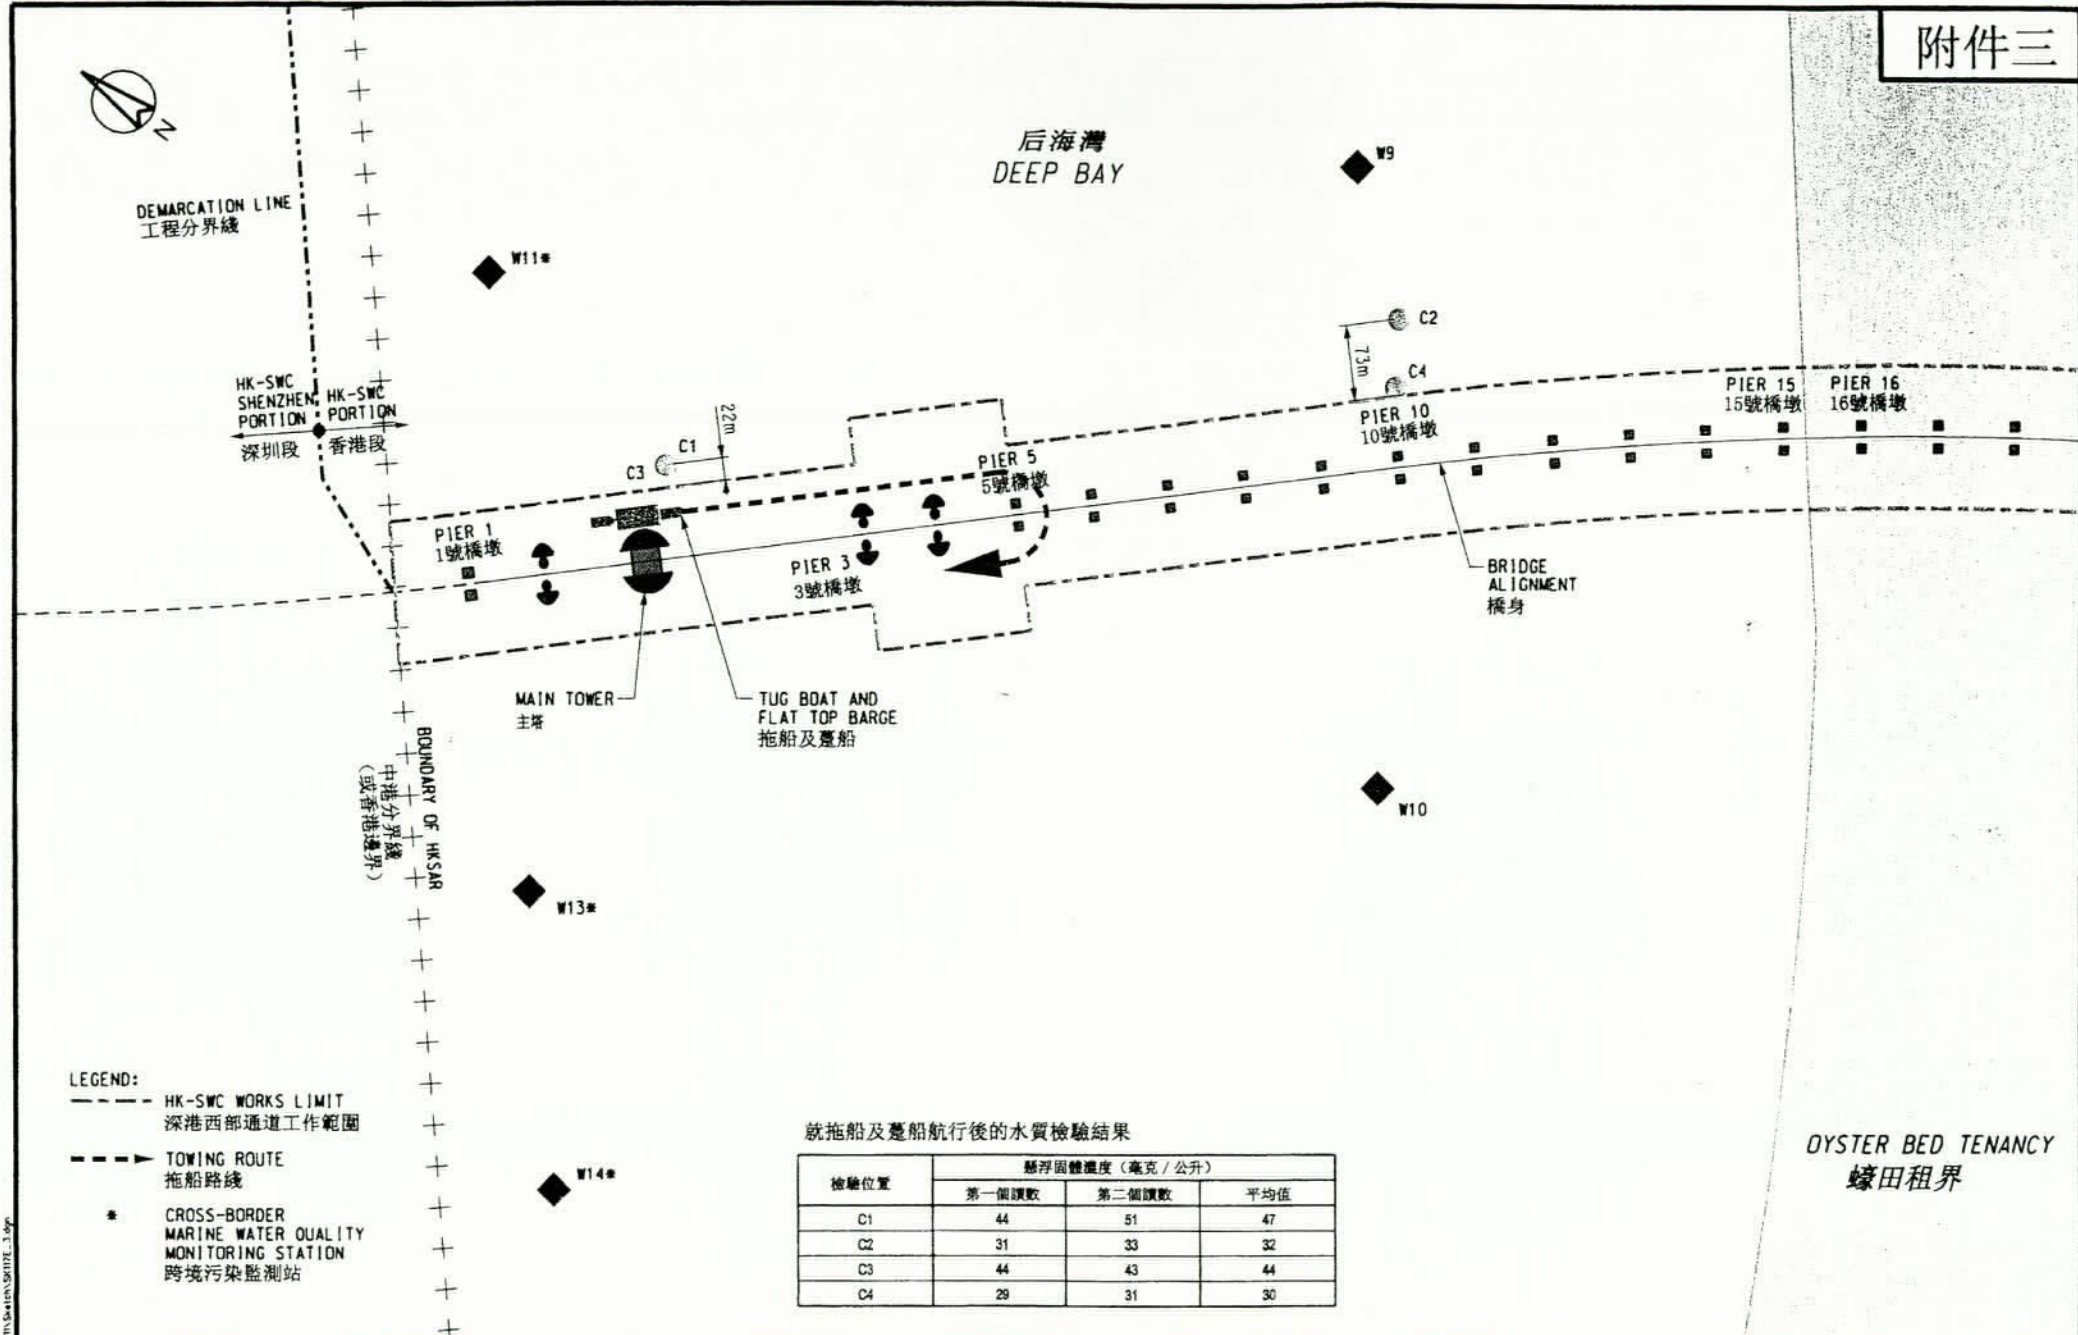 附件三
N
后海灣
DEEP BAY
W9
DEMARCATION LINE
工程分界綫
W11*
C2
73m
C4
HK-SWC
SHENZHEN
PORTION
深圳段
HK-SWC
PORTION
香港段
22m
C1
C3
PIER 1
1號橋墩
PIER 3
3號橋墩
PIER 5
5號橋墩
PIER 10
10號橋墩
PIER 15
15號橋墩
PIER 16
16號橋墩
BRIDGE
ALIGNMENT
橋身
MAIN TOWER
主塔
TUG BOAT AND
FLAT TOP BARGE
拖船及躉船
BOUNDARY OF HKSAR
中港分界綫
(或香港邊界)
W10
W13*
W14*
LEGEND:
HK-SWC WORKS LIMIT
深港西部通道工作範圍
TOWING ROUTE
拖船路綫
* CROSS-BORDER
MARINE WATER QUALITY
MONITORING STATION
跨境污染監測站
就拖船及躉船航行後的水質檢驗結果
檢驗位置 懸浮固體濃度(毫克/公升)
第一個讀數 第二個讀數 平均值
C1 44 51 47
C2 31 33 32
C3 44 43 44
C4 29 31 30
OYSTER BED TENANCY
蠔田租界